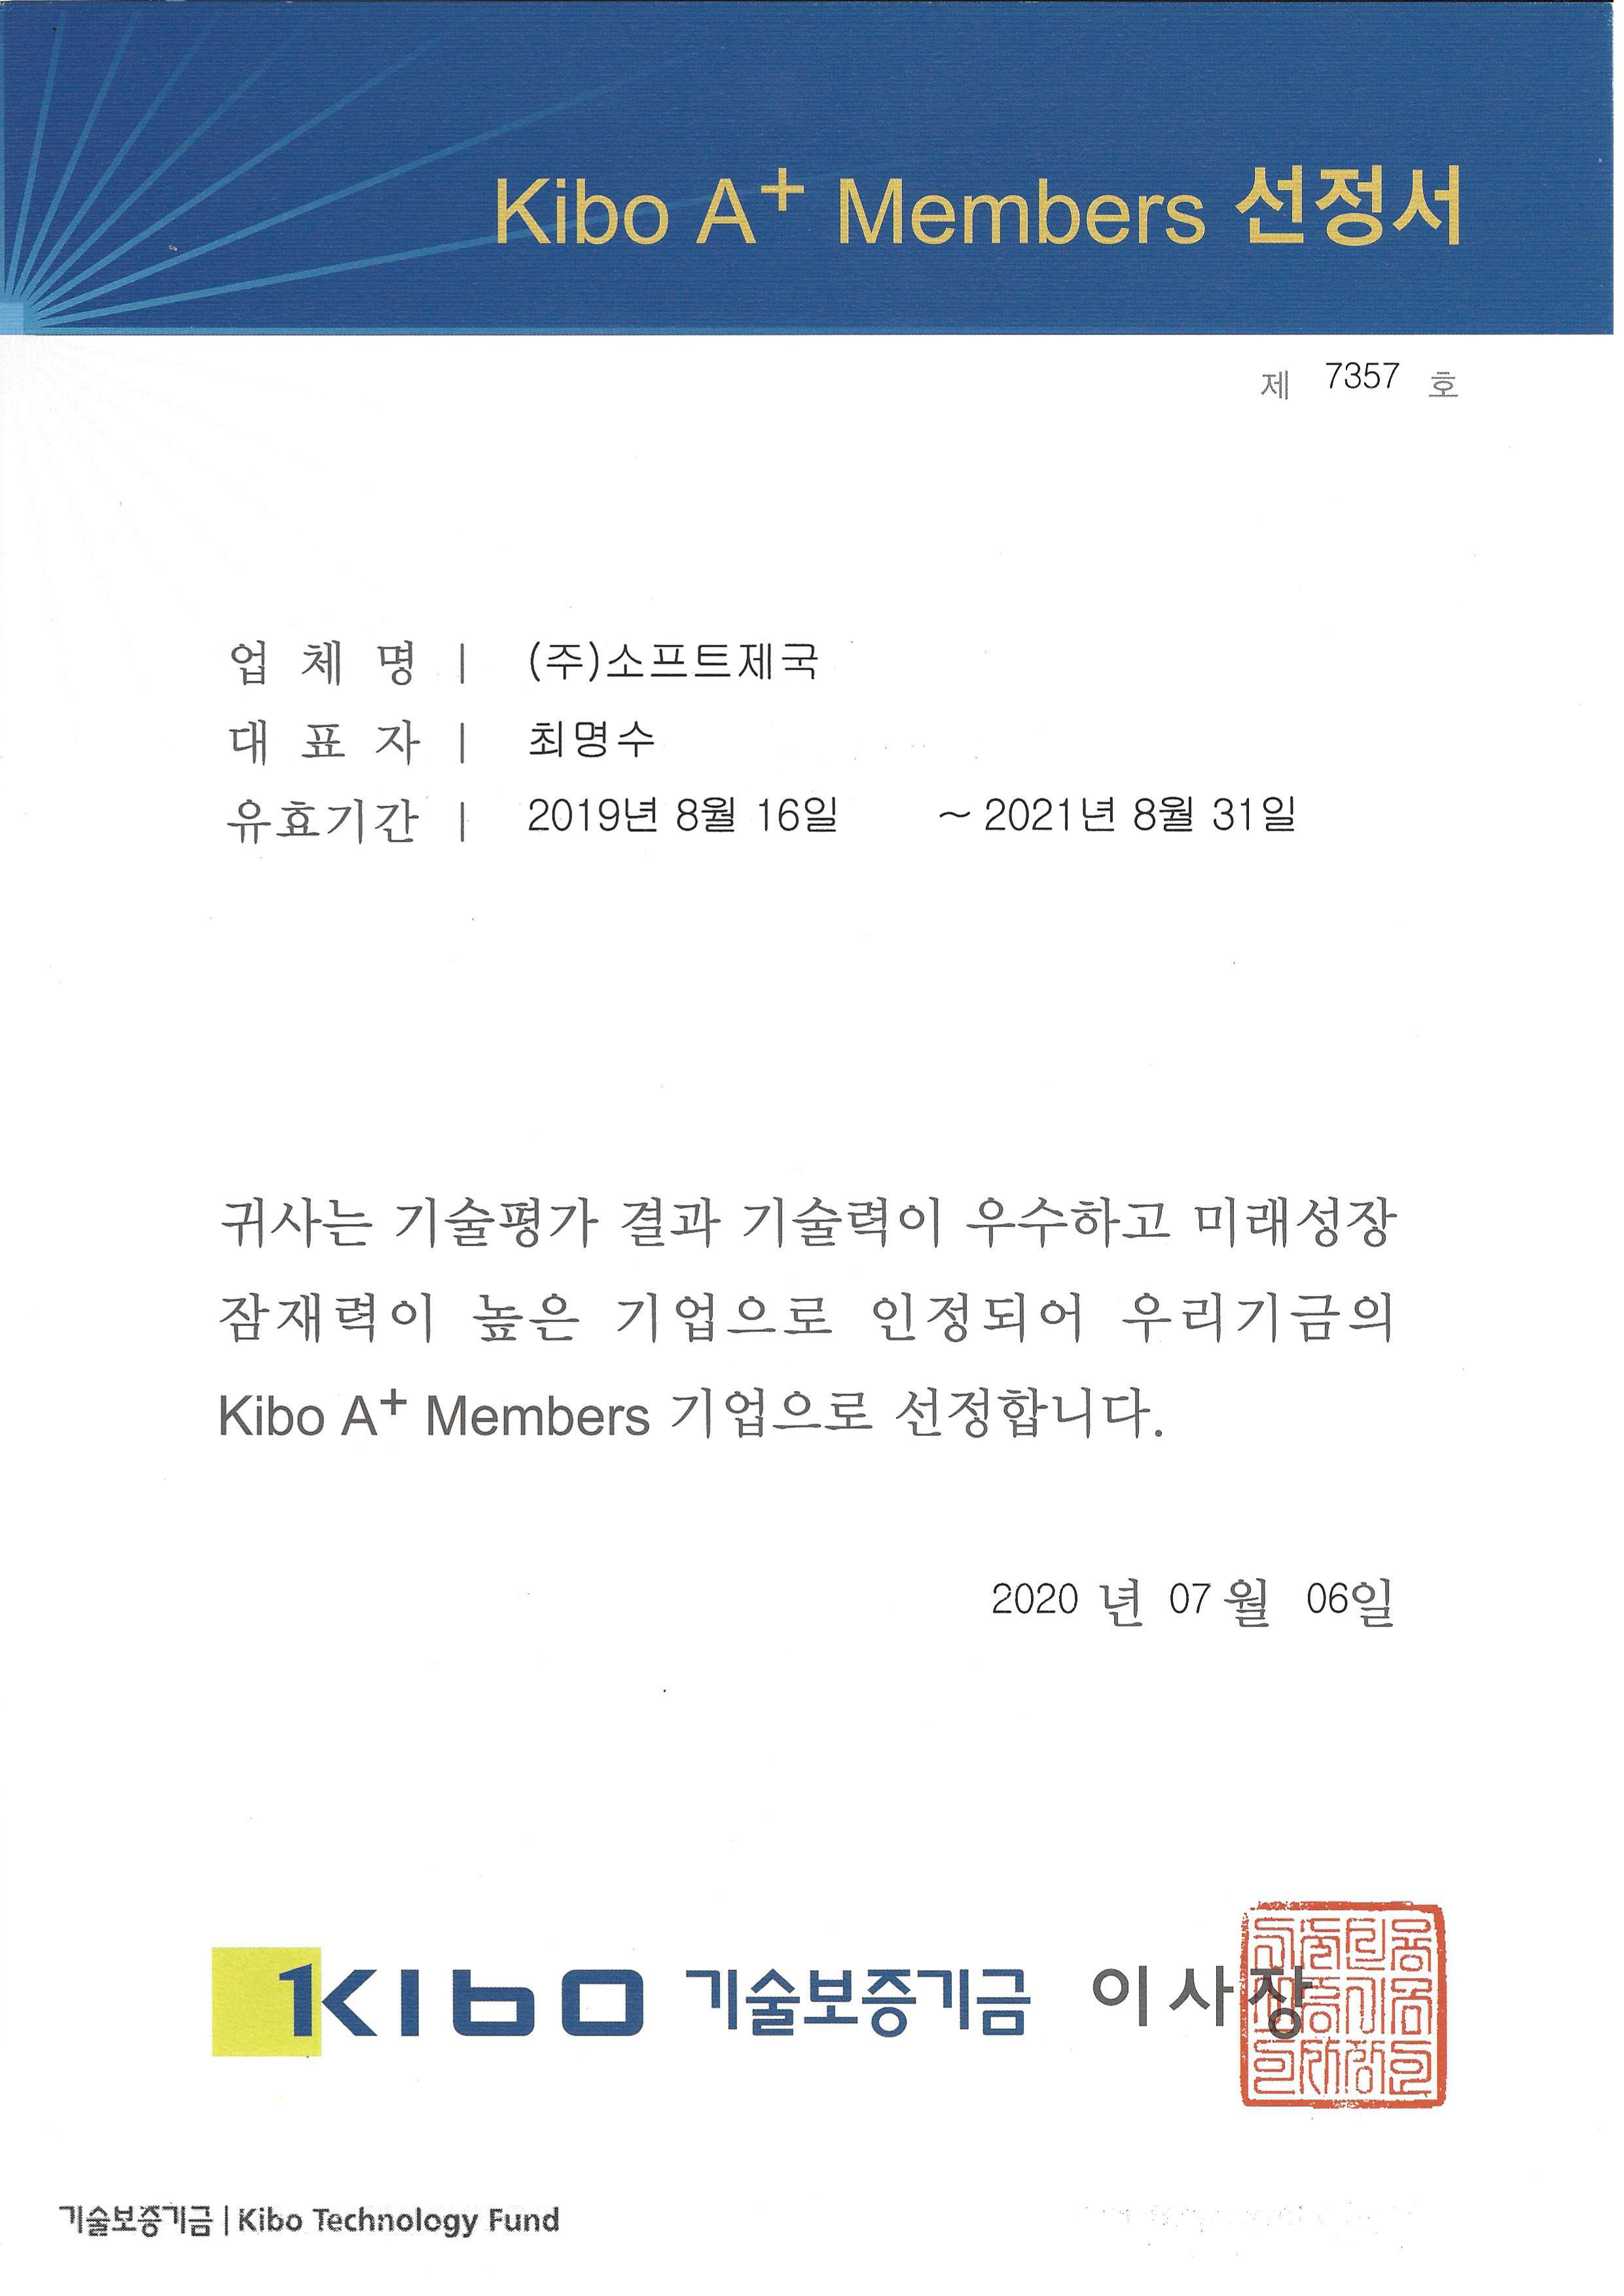 Kibo A+ Members 선정서
제 7357 호
업 체 명 | (주)소프트제국
대 표 자 | 최명수
유효기간 | 2019년 8월 16일 ~ 2021년 8월 31일
귀사는 기술평가 결과 기술력이 우수하고 미래성장
잠재력이 높은 기업으로 인정되어 우리기금의
Kibo A+ Members 기업으로 선정합니다.
2020 년 07 월 06일
KIbo 기술보증기금 이사장
기술보증기금 | Kibo Technology Fund